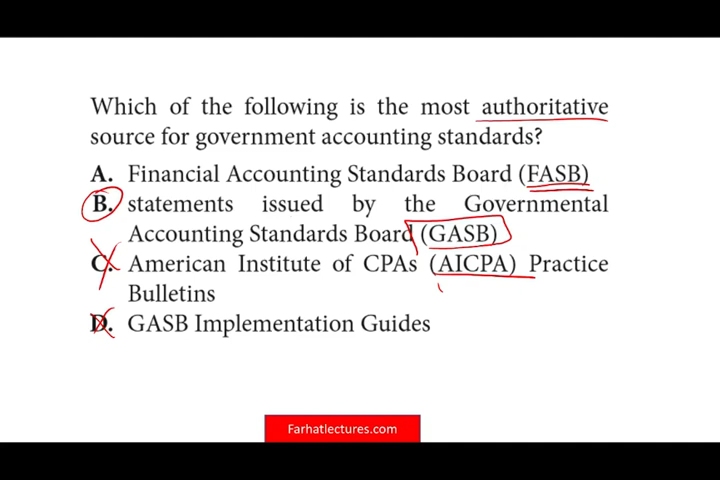 Which of the following is the most authoritative
source for government accounting standards?
A. Financial Accounting Standards Board (FASB)
B. statements issued by the Governmental
Accounting Standards Board (GASB)
C. American Institute of CPAs (AICPA) Practice
Bulletins
D. GASB Implementation Guides
Farhatlectures.com